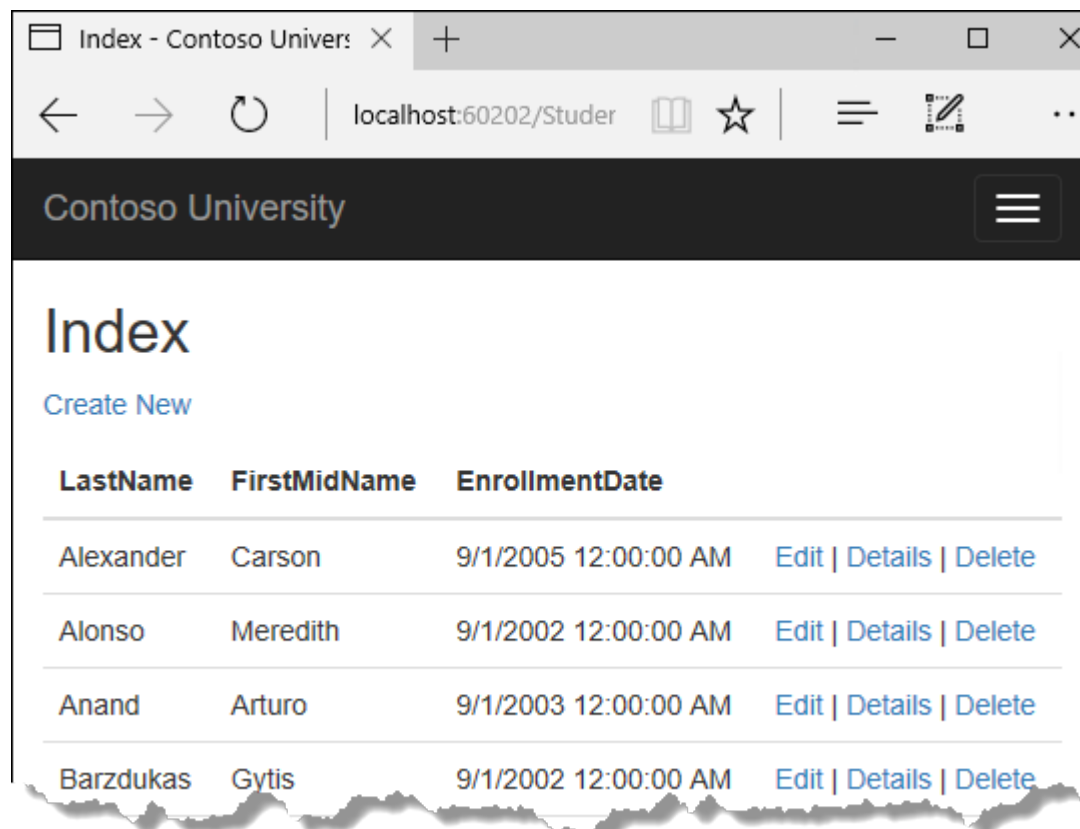 Index - Contoso Univers
localhost:60202/Studer
Contoso University
Index
Create New
LastName FirstMidName EnrollmentDate
Alexander Carson 9/1/2005 12:00:00 AM Edit | Details | Delete
Alonso Meredith 9/1/2002 12:00:00 AM Edit | Details | Delete
Anand Arturo 9/1/2003 12:00:00 AM Edit | Details | Delete
Barzdukas Gytis 9/1/2002 12:00:00 AM Edit | Details | Delete